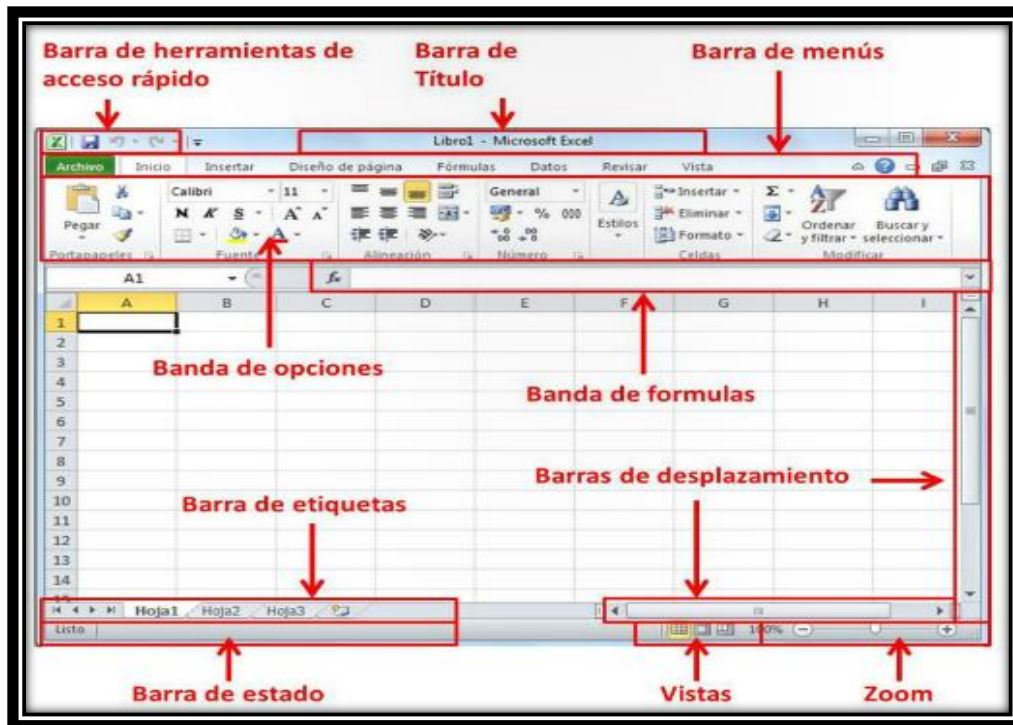 Barra de herramientas de
acceso rápido
Barra de
Título
Barra de menús
Libro1 - Microsoft Excel
Archivo Inicio Insertar Diseño de página Fórmulas Datos Revisar Vista
Pegar
Calibri 11
N K S A A
A
General
% 000
Estilos
Insertar
Eliminar
Formato
Σ
Ordenar
y filtrar
Buscar y
seleccionar
Portapapeles Fuente Alineación Número Celdas Modificar
A1 fx
A B C D E F G H I
1
2
3
Banda de opciones
4
5
Banda de formulas
6
7
8
9
Barras de desplazamiento
10
Barra de etiquetas
11
12
13
14
15
Hoja1 Hoja2 Hoja3
Listo 100%
Barra de estado
Vistas
Zoom